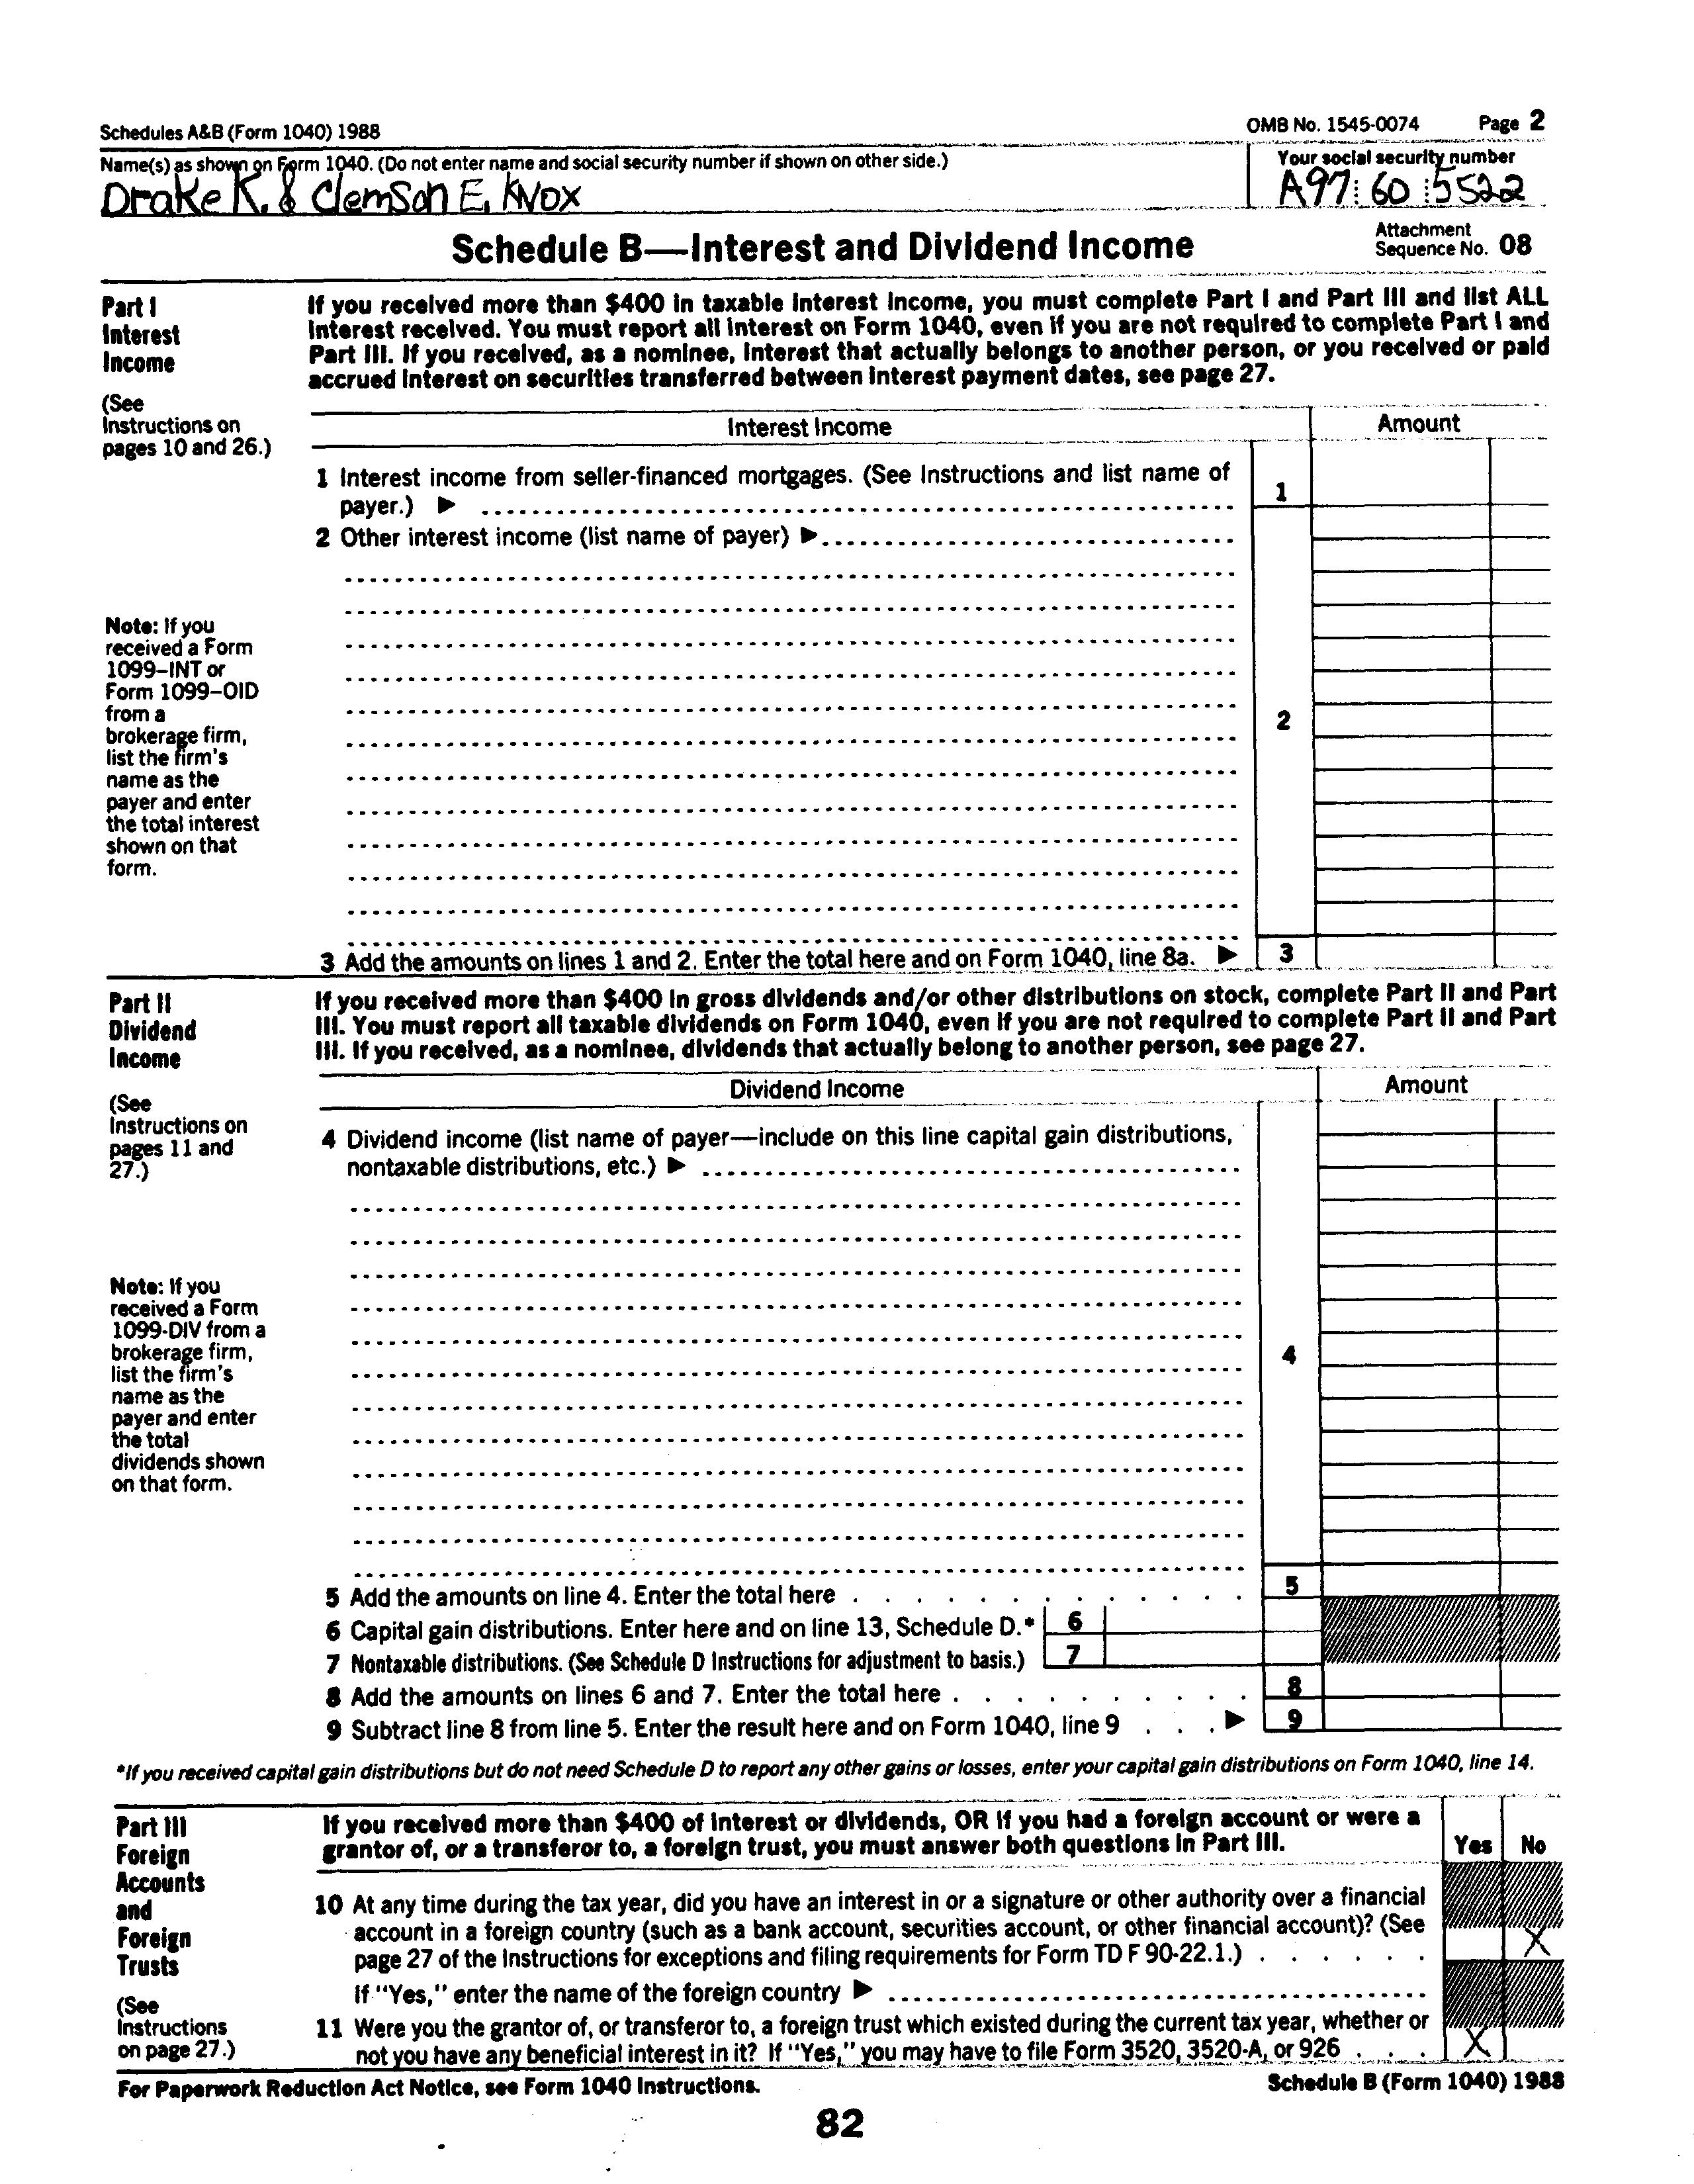 Schedules A&B (Form 1040) 1988
OMB No. 1545-0074 Page 2
Name(s) as shown on Form 1040. (Do not enter name and social security number if shown on other side.)
Your social security number
Drake K. & Clemson E. Knox
A97 60 5522
Schedule B—Interest and Dividend Income
Attachment
Sequence No. 08
Part I
Interest
Income
If you received more than $400 in taxable interest income, you must complete Part I and Part III and list ALL
interest received. You must report all interest on Form 1040, even if you are not required to complete Part I and
Part III. If you received, as a nominee, interest that actually belongs to another person, or you received or paid
accrued interest on securities transferred between interest payment dates, see page 27.
(See
Instructions on
pages 10 and 26.)
Interest Income
Amount
1 Interest income from seller-financed mortgages. (See Instructions and list name of
payer.) ▶
1
2 Other interest income (list name of payer) ▶
Note: If you
received a Form
1099–INT or
Form 1099–OID
from a
brokerage firm,
list the firm's
name as the
payer and enter
the total interest
shown on that
form.
2
3 Add the amounts on lines 1 and 2. Enter the total here and on Form 1040, line 8a. ▶ 3
Part II
Dividend
Income
If you received more than $400 in gross dividends and/or other distributions on stock, complete Part II and Part
III. You must report all taxable dividends on Form 1040, even if you are not required to complete Part II and Part
III. If you received, as a nominee, dividends that actually belong to another person, see page 27.
(See
Instructions on
pages 11 and
27.)
Dividend Income
Amount
4 Dividend income (list name of payer—include on this line capital gain distributions,
nontaxable distributions, etc.) ▶
Note: If you
received a Form
1099-DIV from a
brokerage firm,
list the firm's
name as the
payer and enter
the total
dividends shown
on that form.
4
5 Add the amounts on line 4. Enter the total here . . . . . . . . . . . . 5
6 Capital gain distributions. Enter here and on line 13, Schedule D.* 6
7 Nontaxable distributions. (See Schedule D Instructions for adjustment to basis.) 7
8 Add the amounts on lines 6 and 7. Enter the total here . . . . . . . . . . 8
9 Subtract line 8 from line 5. Enter the result here and on Form 1040, line 9 . . . ▶ 9
*If you received capital gain distributions but do not need Schedule D to report any other gains or losses, enter your capital gain distributions on Form 1040, line 14.
Part III
Foreign
Accounts
and
Foreign
Trusts
(See
Instructions
on page 27.)
If you received more than $400 of interest or dividends, OR if you had a foreign account or were a
grantor of, or a transferor to, a foreign trust, you must answer both questions in Part III.
Yes No
10 At any time during the tax year, did you have an interest in or a signature or other authority over a financial
account in a foreign country (such as a bank account, securities account, or other financial account)? (See
page 27 of the Instructions for exceptions and filing requirements for Form TD F 90-22.1.) . . . . . . X
If "Yes," enter the name of the foreign country ▶
11 Were you the grantor of, or transferor to, a foreign trust which existed during the current tax year, whether or
not you have any beneficial interest in it? If "Yes," you may have to file Form 3520, 3520-A, or 926 . . . X
For Paperwork Reduction Act Notice, see Form 1040 Instructions.
Schedule B (Form 1040) 1988
82